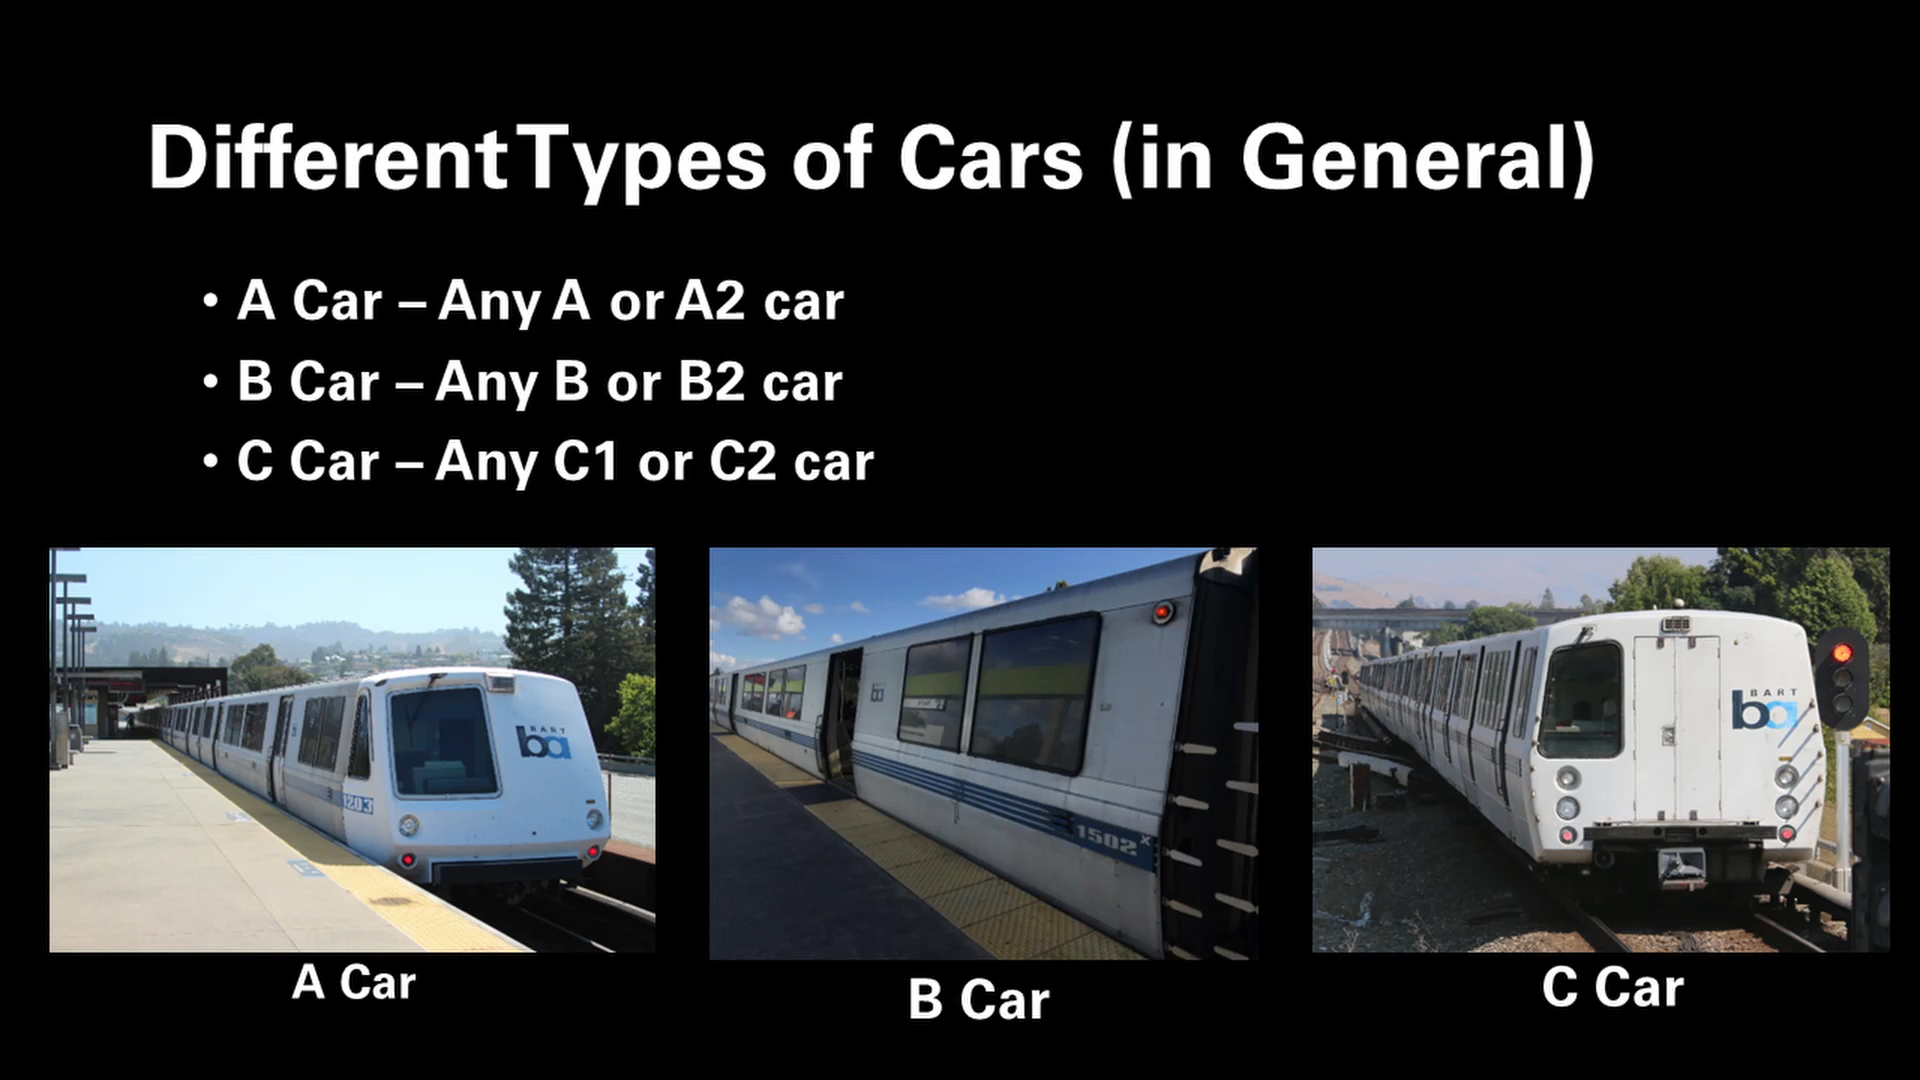 Different Types of Cars (in General)
• A Car – Any A or A2 car
• B Car – Any B or B2 car
• C Car – Any C1 or C2 car
BART
ba
1203
ba
1502
BART
ba
A Car
B Car
C Car